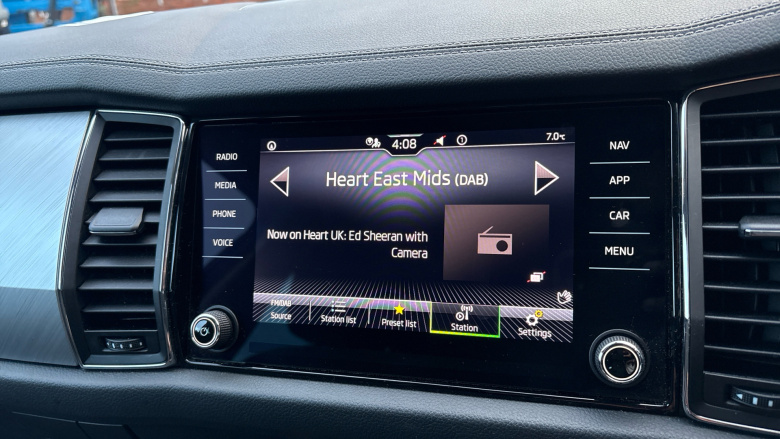 4:08
7.0°C
RADIO
MEDIA
PHONE
VOICE
Heart East Mids (DAB)
Now on Heart UK: Ed Sheeran with
Camera
FM/DAB
Source
Station list
Preset list
Station
Settings
NAV
APP
CAR
MENU